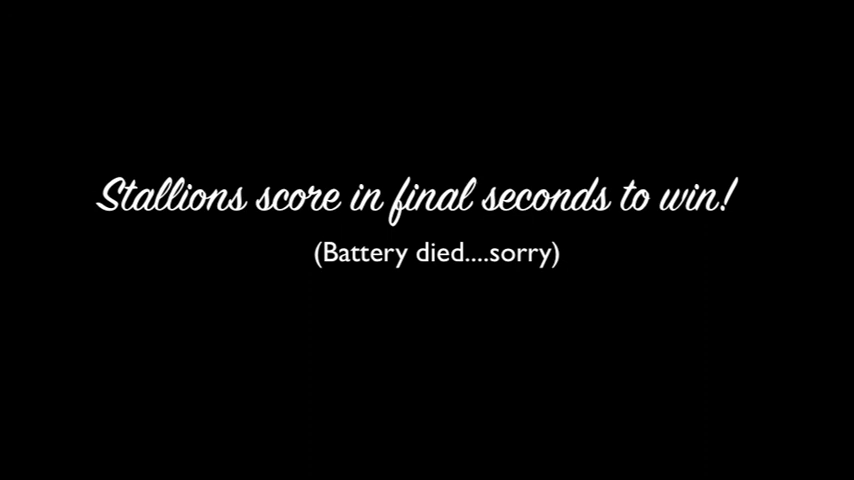 Stallions score in final seconds to win!
(Battery died....sorry)